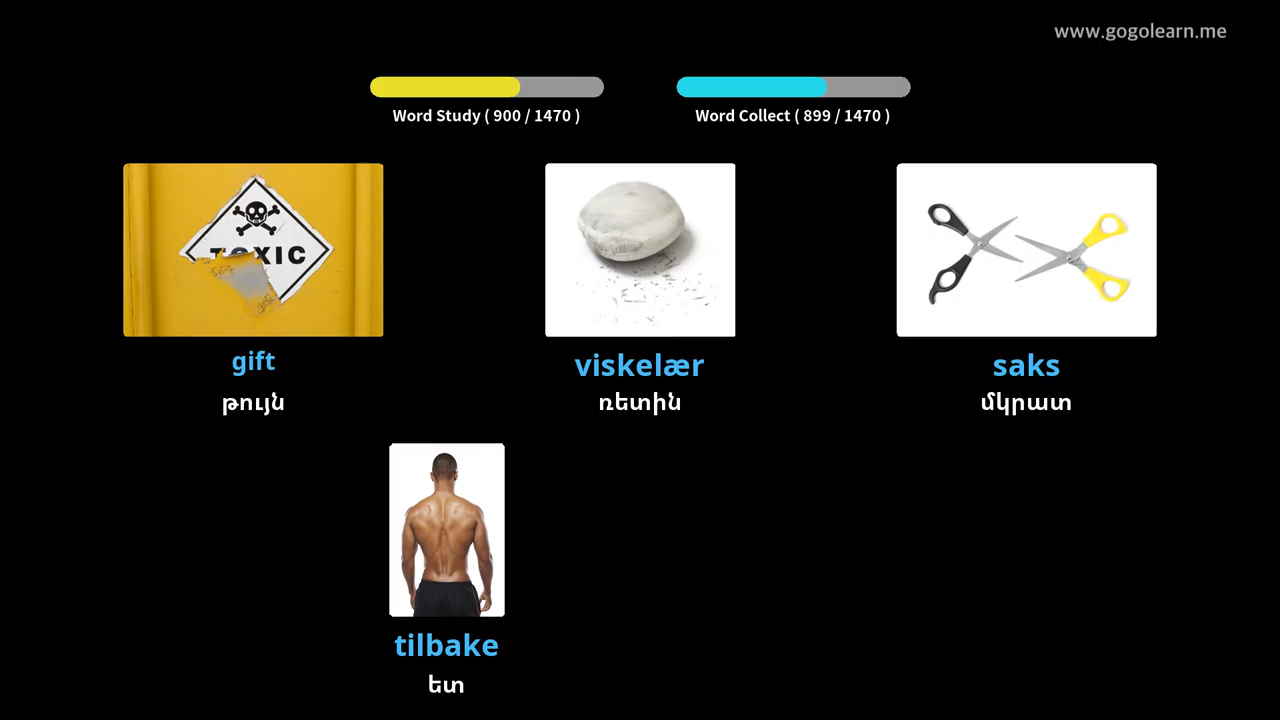 www.gogolearn.me
Word Study ( 900 / 1470 )
Word Collect ( 899 / 1470 )
TOXIC
gift
թույն
viskelær
ռետին
saks
մկրատ
tilbake
ետ